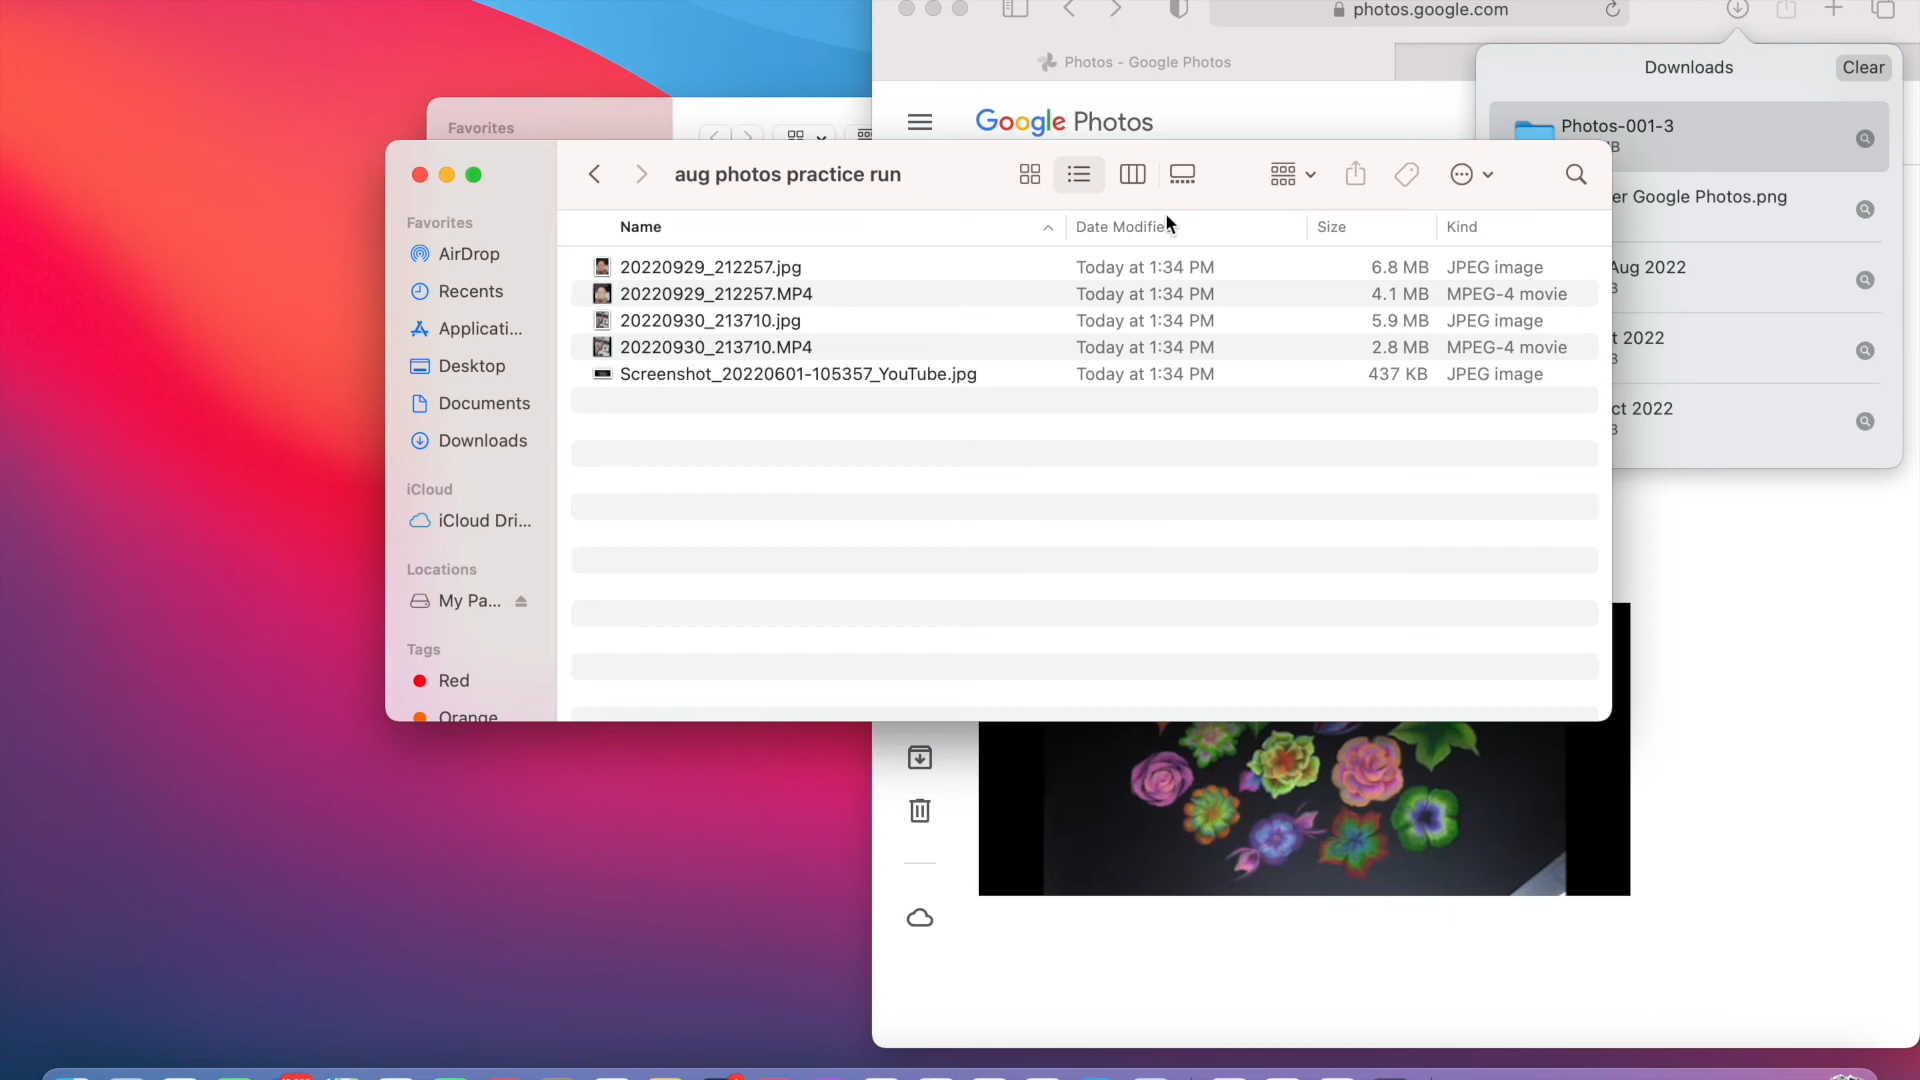 photos.google.com
Photos - Google Photos
Downloads
Clear
Favorites
Google Photos
Photos-001-3
aug photos practice run
er Google Photos.png
Favorites
Name
Date Modifie
Size
Kind
AirDrop
20220929_212257.jpg
Today at 1:34 PM
6.8 MB
JPEG image
Aug 2022
Recents
20220929_212257.MP4
Today at 1:34 PM
4.1 MB
MPEG-4 movie
Applicati...
20220930_213710.jpg
Today at 1:34 PM
5.9 MB
JPEG image
t 2022
20220930_213710.MP4
Today at 1:34 PM
2.8 MB
MPEG-4 movie
Desktop
Screenshot_20220601-105357_YouTube.jpg
Today at 1:34 PM
437 KB
JPEG image
Documents
ct 2022
Downloads
iCloud
iCloud Dri...
Locations
My Pa...
Tags
Red
Orange